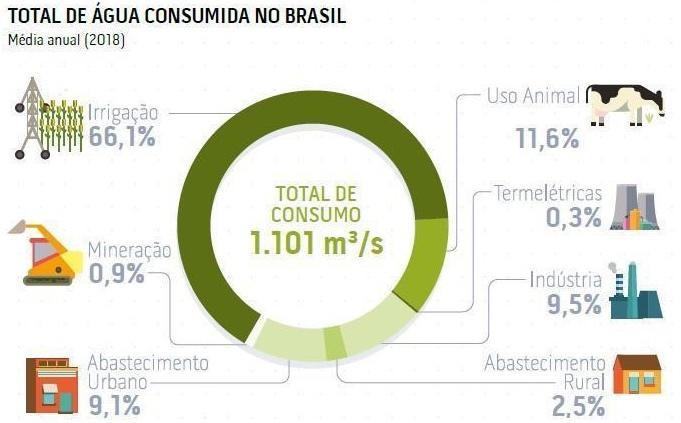 TOTAL DE ÁGUA CONSUMIDA NO BRASIL
Média anual (2018)
Irrigação
66,1%
Mineração
0,9%
Abastecimento
Urbano
9,1%
TOTAL DE
CONSUMO
1.101 m³/s
Uso Animal
11,6%
Termelétricas
0,3%
Indústria
9,5%
Abastecimento
Rural
2,5%